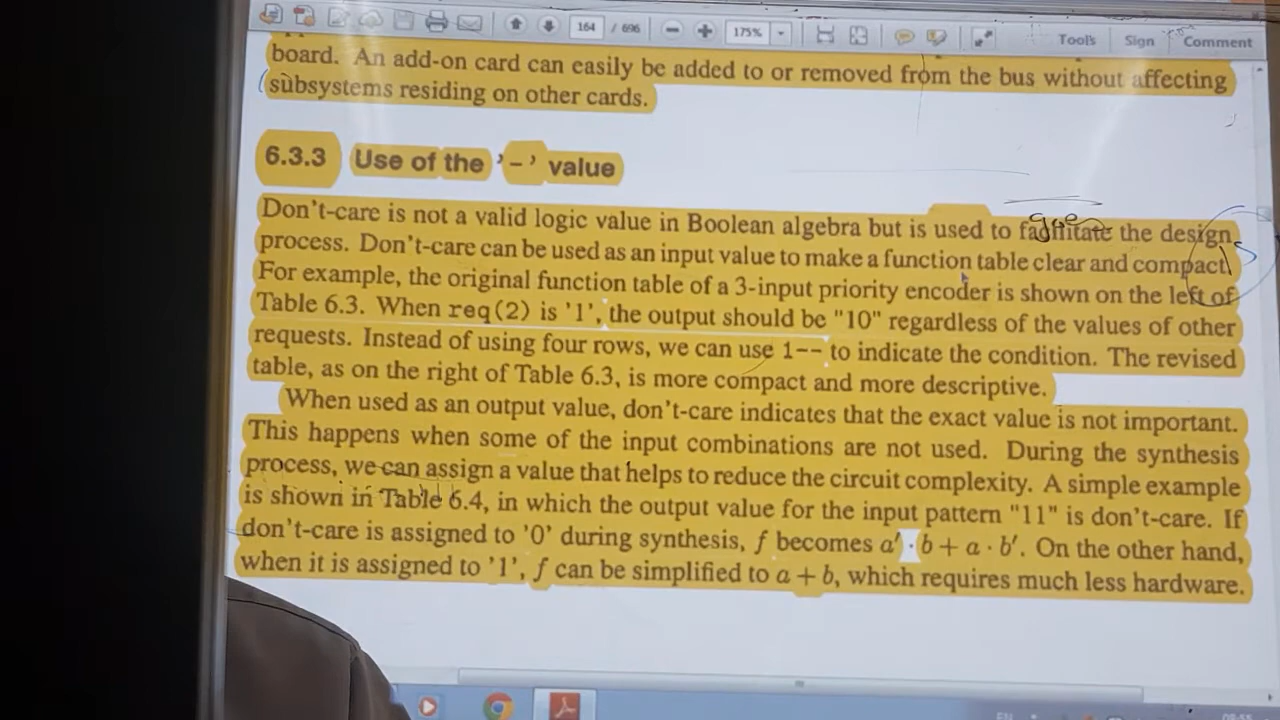 164 / 696 175% Tools Sign Comment
board. An add-on card can easily be added to or removed from the bus without affecting
subsystems residing on other cards.
6.3.3 Use of the '-' value
Don't-care is not a valid logic value in Boolean algebra but is used to facilitate the design
process. Don't-care can be used as an input value to make a function table clear and compact.
For example, the original function table of a 3-input priority encoder is shown on the left of
Table 6.3. When req(2) is '1', the output should be "10" regardless of the values of other
requests. Instead of using four rows, we can use 1-- to indicate the condition. The revised
table, as on the right of Table 6.3, is more compact and more descriptive.
When used as an output value, don't-care indicates that the exact value is not important.
This happens when some of the input combinations are not used. During the synthesis
process, we can assign a value that helps to reduce the circuit complexity. A simple example
is shown in Table 6.4, in which the output value for the input pattern "11" is don't-care. If
don't-care is assigned to '0' during synthesis, f becomes a' · b + a · b'. On the other hand,
when it is assigned to '1', f can be simplified to a + b, which requires much less hardware.